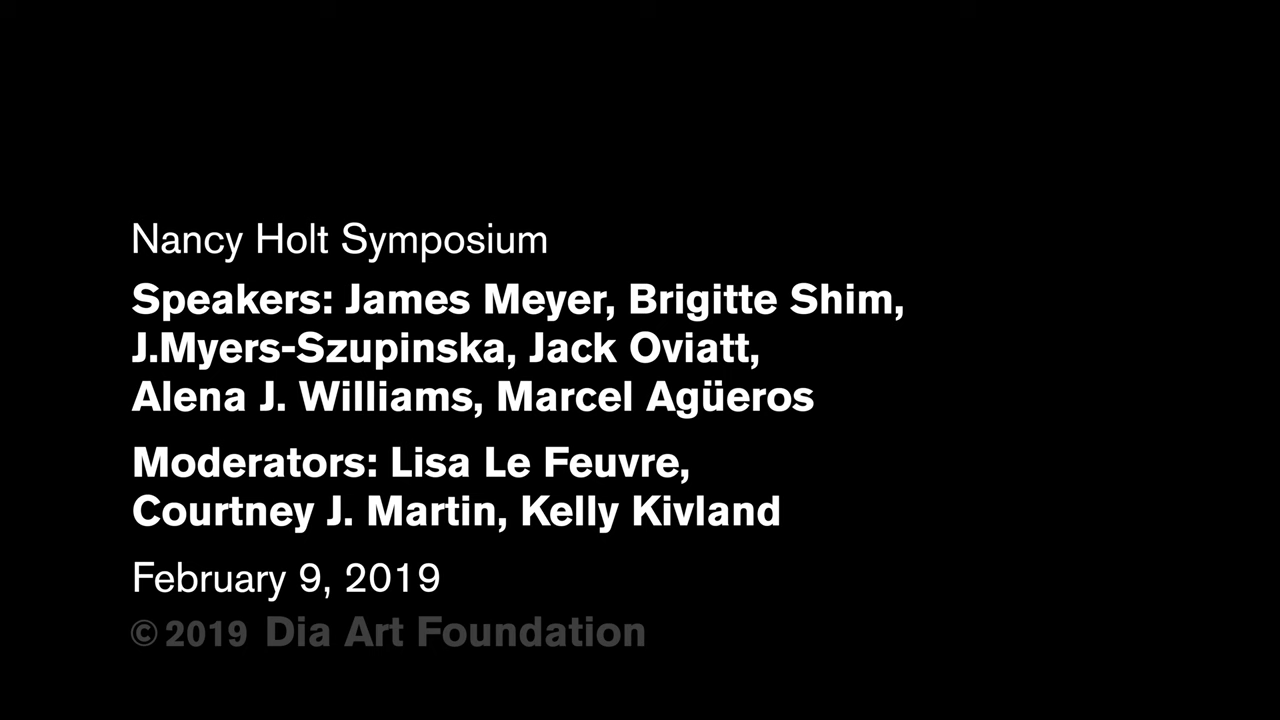 Nancy Holt Symposium
Speakers: James Meyer, Brigitte Shim,
J.Myers-Szupinska, Jack Oviatt,
Alena J. Williams, Marcel Agüeros
Moderators: Lisa Le Feuvre,
Courtney J. Martin, Kelly Kivland
February 9, 2019
© 2019 Dia Art Foundation